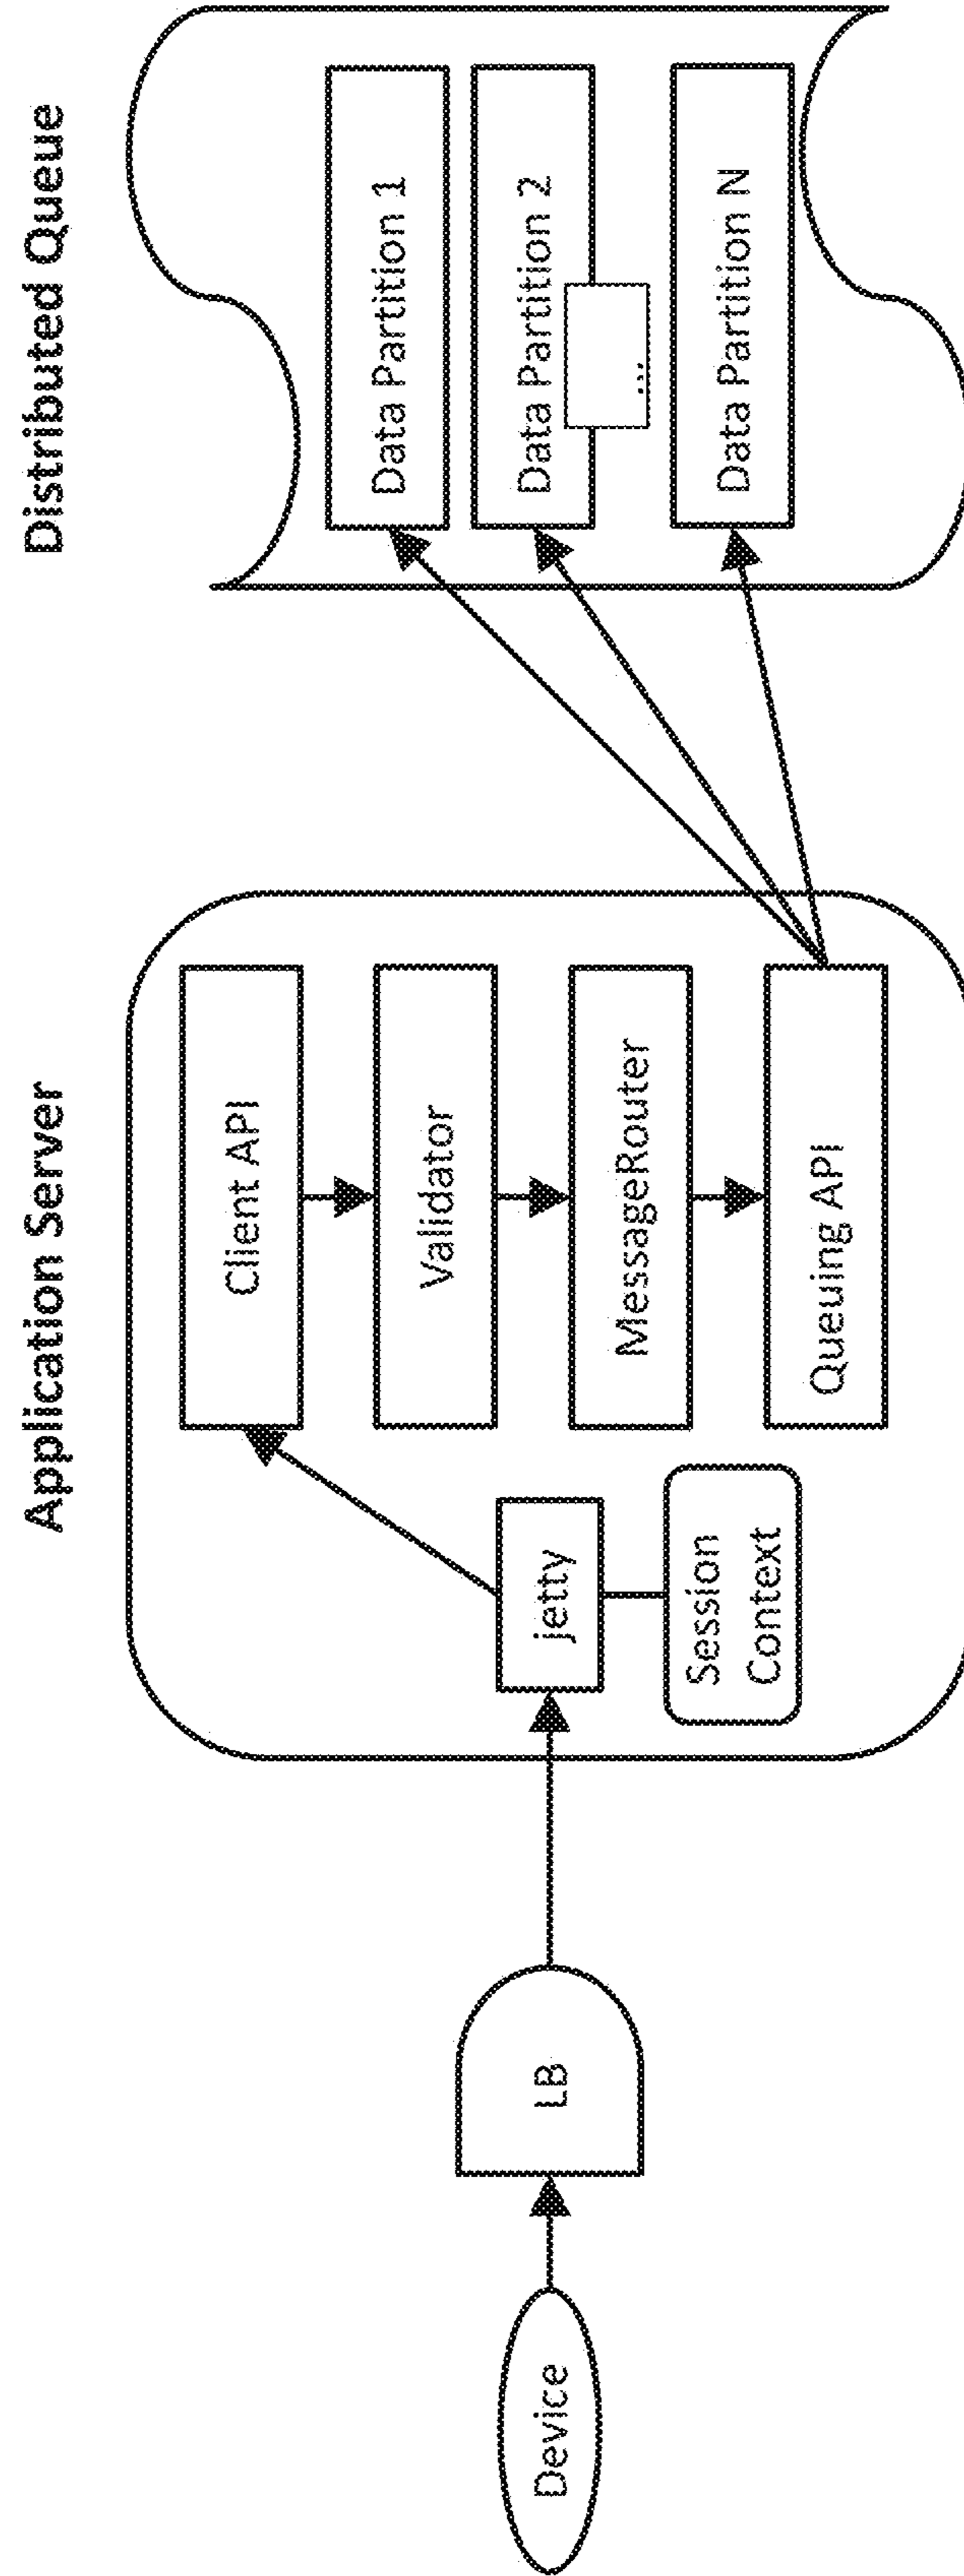 Application Server
Distributed Queue
Device
LB
jetty
Session
Context
Client API
Validator
MessageRouter
Queuing API
Data Partition 1
Data Partition 2
...
Data Partition N